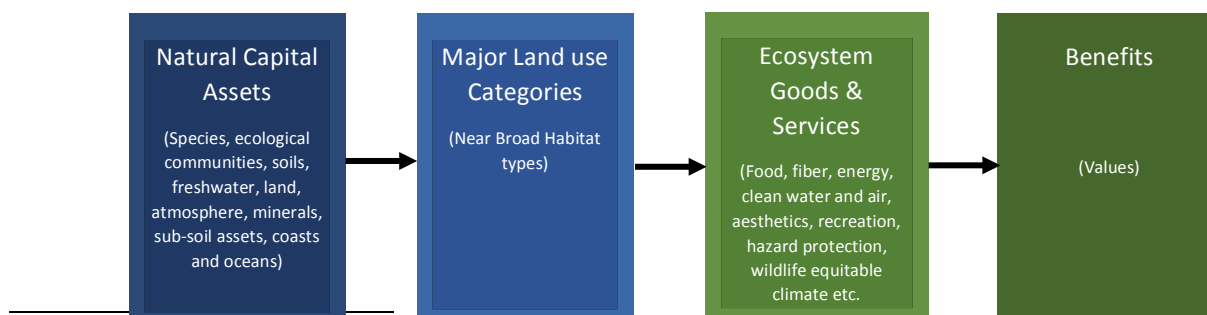 Natural Capital
Assets
(Species, ecological
communities, soils,
freshwater, land,
atmosphere, minerals,
sub-soil assets, coasts
and oceans)
Major Land use
Categories
(Near Broad Habitat
types)
Ecosystem
Goods &
Services
(Food, fiber, energy,
clean water and air,
aesthetics, recreation,
hazard protection,
wildlife equitable
climate etc.
Benefits
(Values)